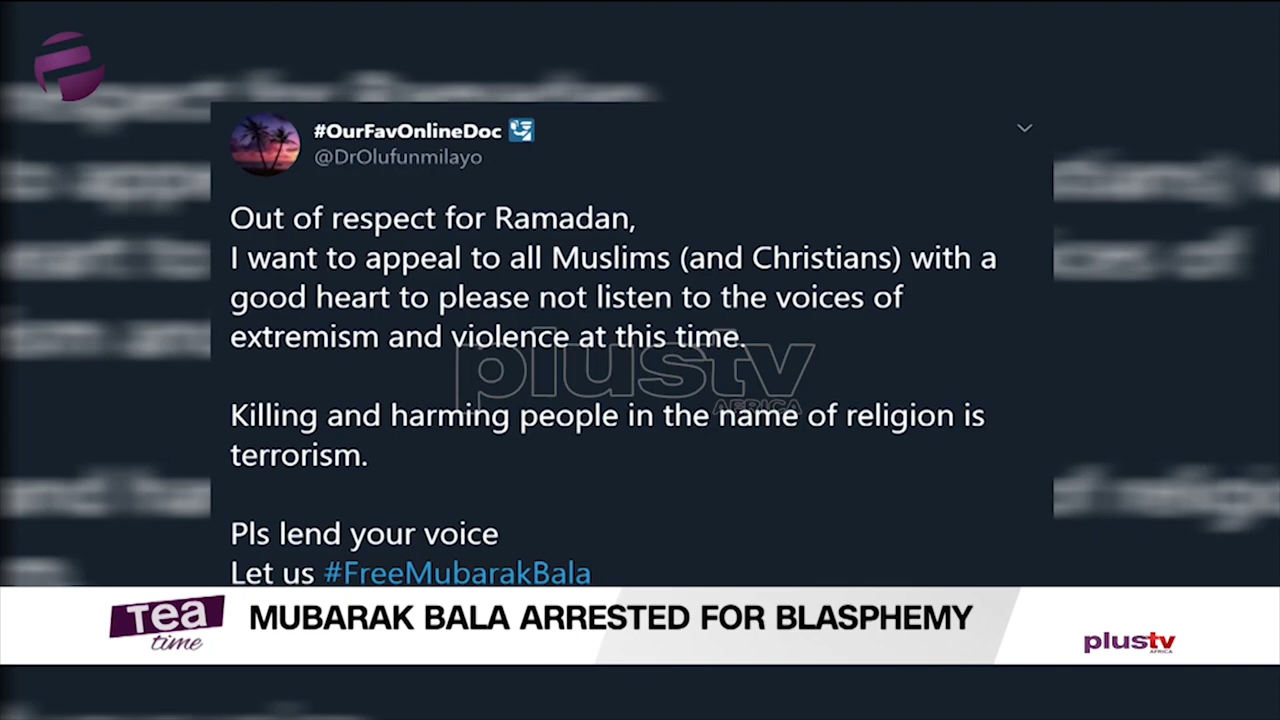 #OurFavOnlineDoc
@DrOlufunmilayo
Out of respect for Ramadan,
I want to appeal to all Muslims (and Christians) with a
good heart to please not listen to the voices of
extremism and violence at this time.
plustv
AFRICA
Killing and harming people in the name of religion is
terrorism.
Pls lend your voice
Let us #FreeMubarakBala
Tea
time
MUBARAK BALA ARRESTED FOR BLASPHEMY
plustv
AFRICA